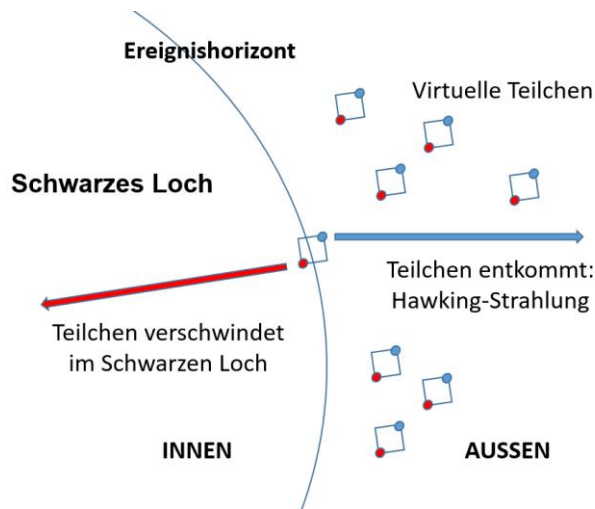 Ereignishorizont
Virtuelle Teilchen
Schwarzes Loch
Teilchen entkommt:
Hawking-Strahlung
Teilchen verschwindet
im Schwarzen Loch
INNEN
AUSSEN